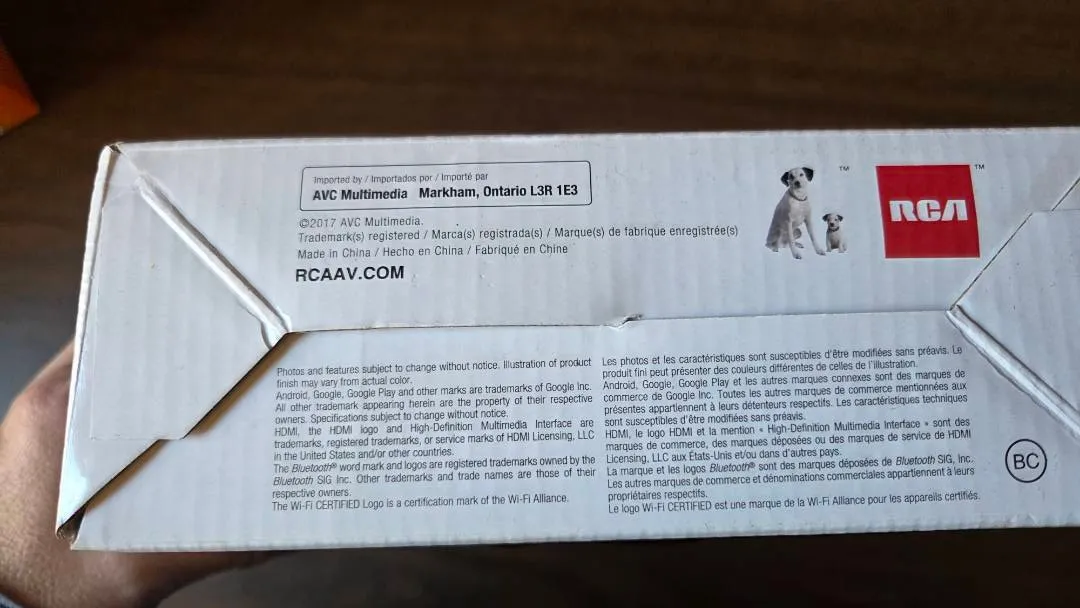 Imported by / Importados por / Importé par
AVC Multimedia Markham, Ontario L3R 1E3
©2017 AVC Multimedia.
Trademark(s) registered / Marca(s) registrada(s) / Marque(s) de fabrique enregistrée(s)
Made in China / Hecho en China / Fabriqué en Chine
RCAAV.COM
TM
RCA
TM
Photos and features subject to change without notice. Illustration of product
finish may vary from actual color.
Android, Google, Google Play and other marks are trademarks of Google Inc.
All other trademark appearing herein are the property of their respective
owners. Specifications subject to change without notice.
HDMI, the HDMI logo and High-Definition Multimedia Interface are
trademarks, registered trademarks, or service marks of HDMI Licensing, LLC
in the United States and/or other countries.
The Bluetooth® word mark and logos are registered trademarks owned by the
Bluetooth SIG Inc. Other trademarks and trade names are those of their
respective owners.
The Wi-Fi CERTIFIED Logo is a certification mark of the Wi-Fi Alliance.
Les photos et les caractéristiques sont susceptibles d'être modifiées sans préavis. Le
produit fini peut présenter des couleurs différentes de celles de l'illustration.
Android, Google, Google Play et les autres marques connexes sont des marques de
commerce de Google Inc. Toutes les autres marques de commerce mentionnées aux
présentes appartiennent à leurs détenteurs respectifs. Les caractéristiques techniques
sont susceptibles d'être modifiées sans préavis.
HDMI, le logo HDMI et la mention « High-Definition Multimedia Interface » sont des
marques de commerce, des marques déposées ou des marques de service de HDMI
Licensing, LLC aux États-Unis et/ou dans d'autres pays.
La marque et les logos Bluetooth® sont des marques déposées de Bluetooth SIG, Inc.
Les autres marques de commerce et dénominations commerciales appartiennent à leurs
propriétaires respectifs.
Le logo Wi-Fi CERTIFIED est une marque de la Wi-Fi Alliance pour les appareils certifiés.
BC